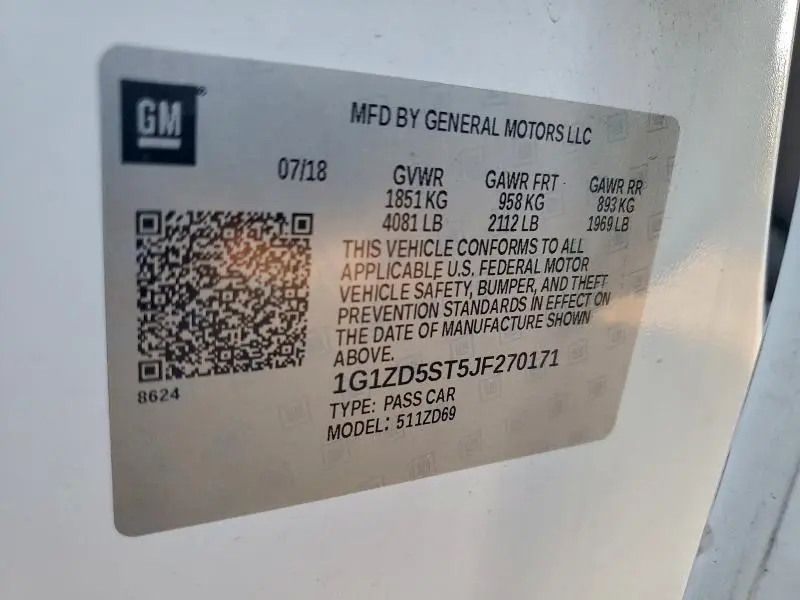 GM
MFD BY GENERAL MOTORS LLC
07/18
GVWR GAWR FRT GAWR RR
1851 KG 958 KG 893 KG
4081 LB 2112 LB 1969 LB
THIS VEHICLE CONFORMS TO ALL
APPLICABLE U.S. FEDERAL MOTOR
VEHICLE SAFETY, BUMPER, AND THEFT
PREVENTION STANDARDS IN EFFECT ON
THE DATE OF MANUFACTURE SHOWN
ABOVE.
1G1ZD5ST5JF270171
TYPE: PASS CAR
MODEL: 511ZD69
8624